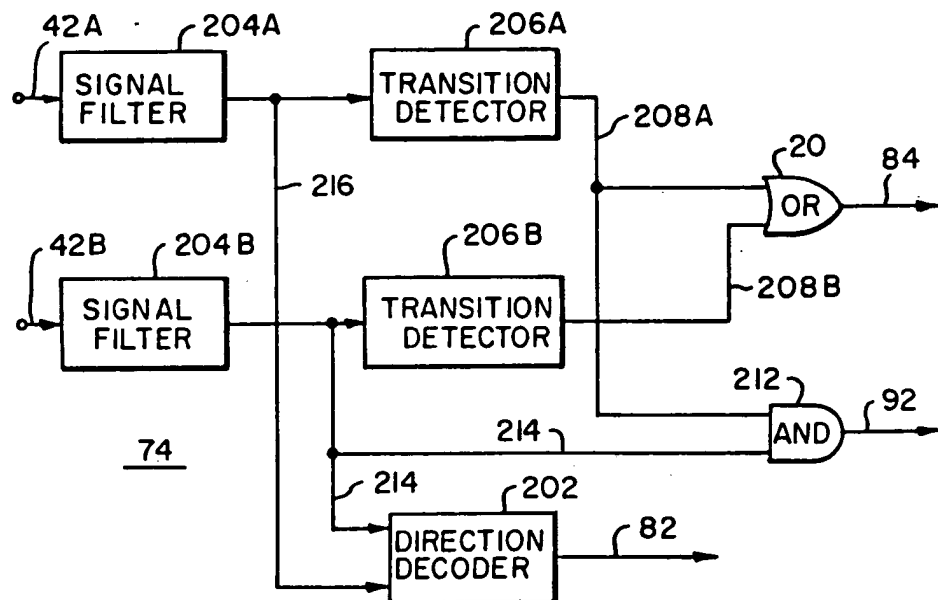 42A
204A
206A
SIGNAL
FILTER
TRANSITION
DETECTOR
208A
20
84
OR
216
42B
204B
206B
SIGNAL
FILTER
TRANSITION
DETECTOR
208B
212
92
AND
74
214
214
202
82
DIRECTION
DECODER